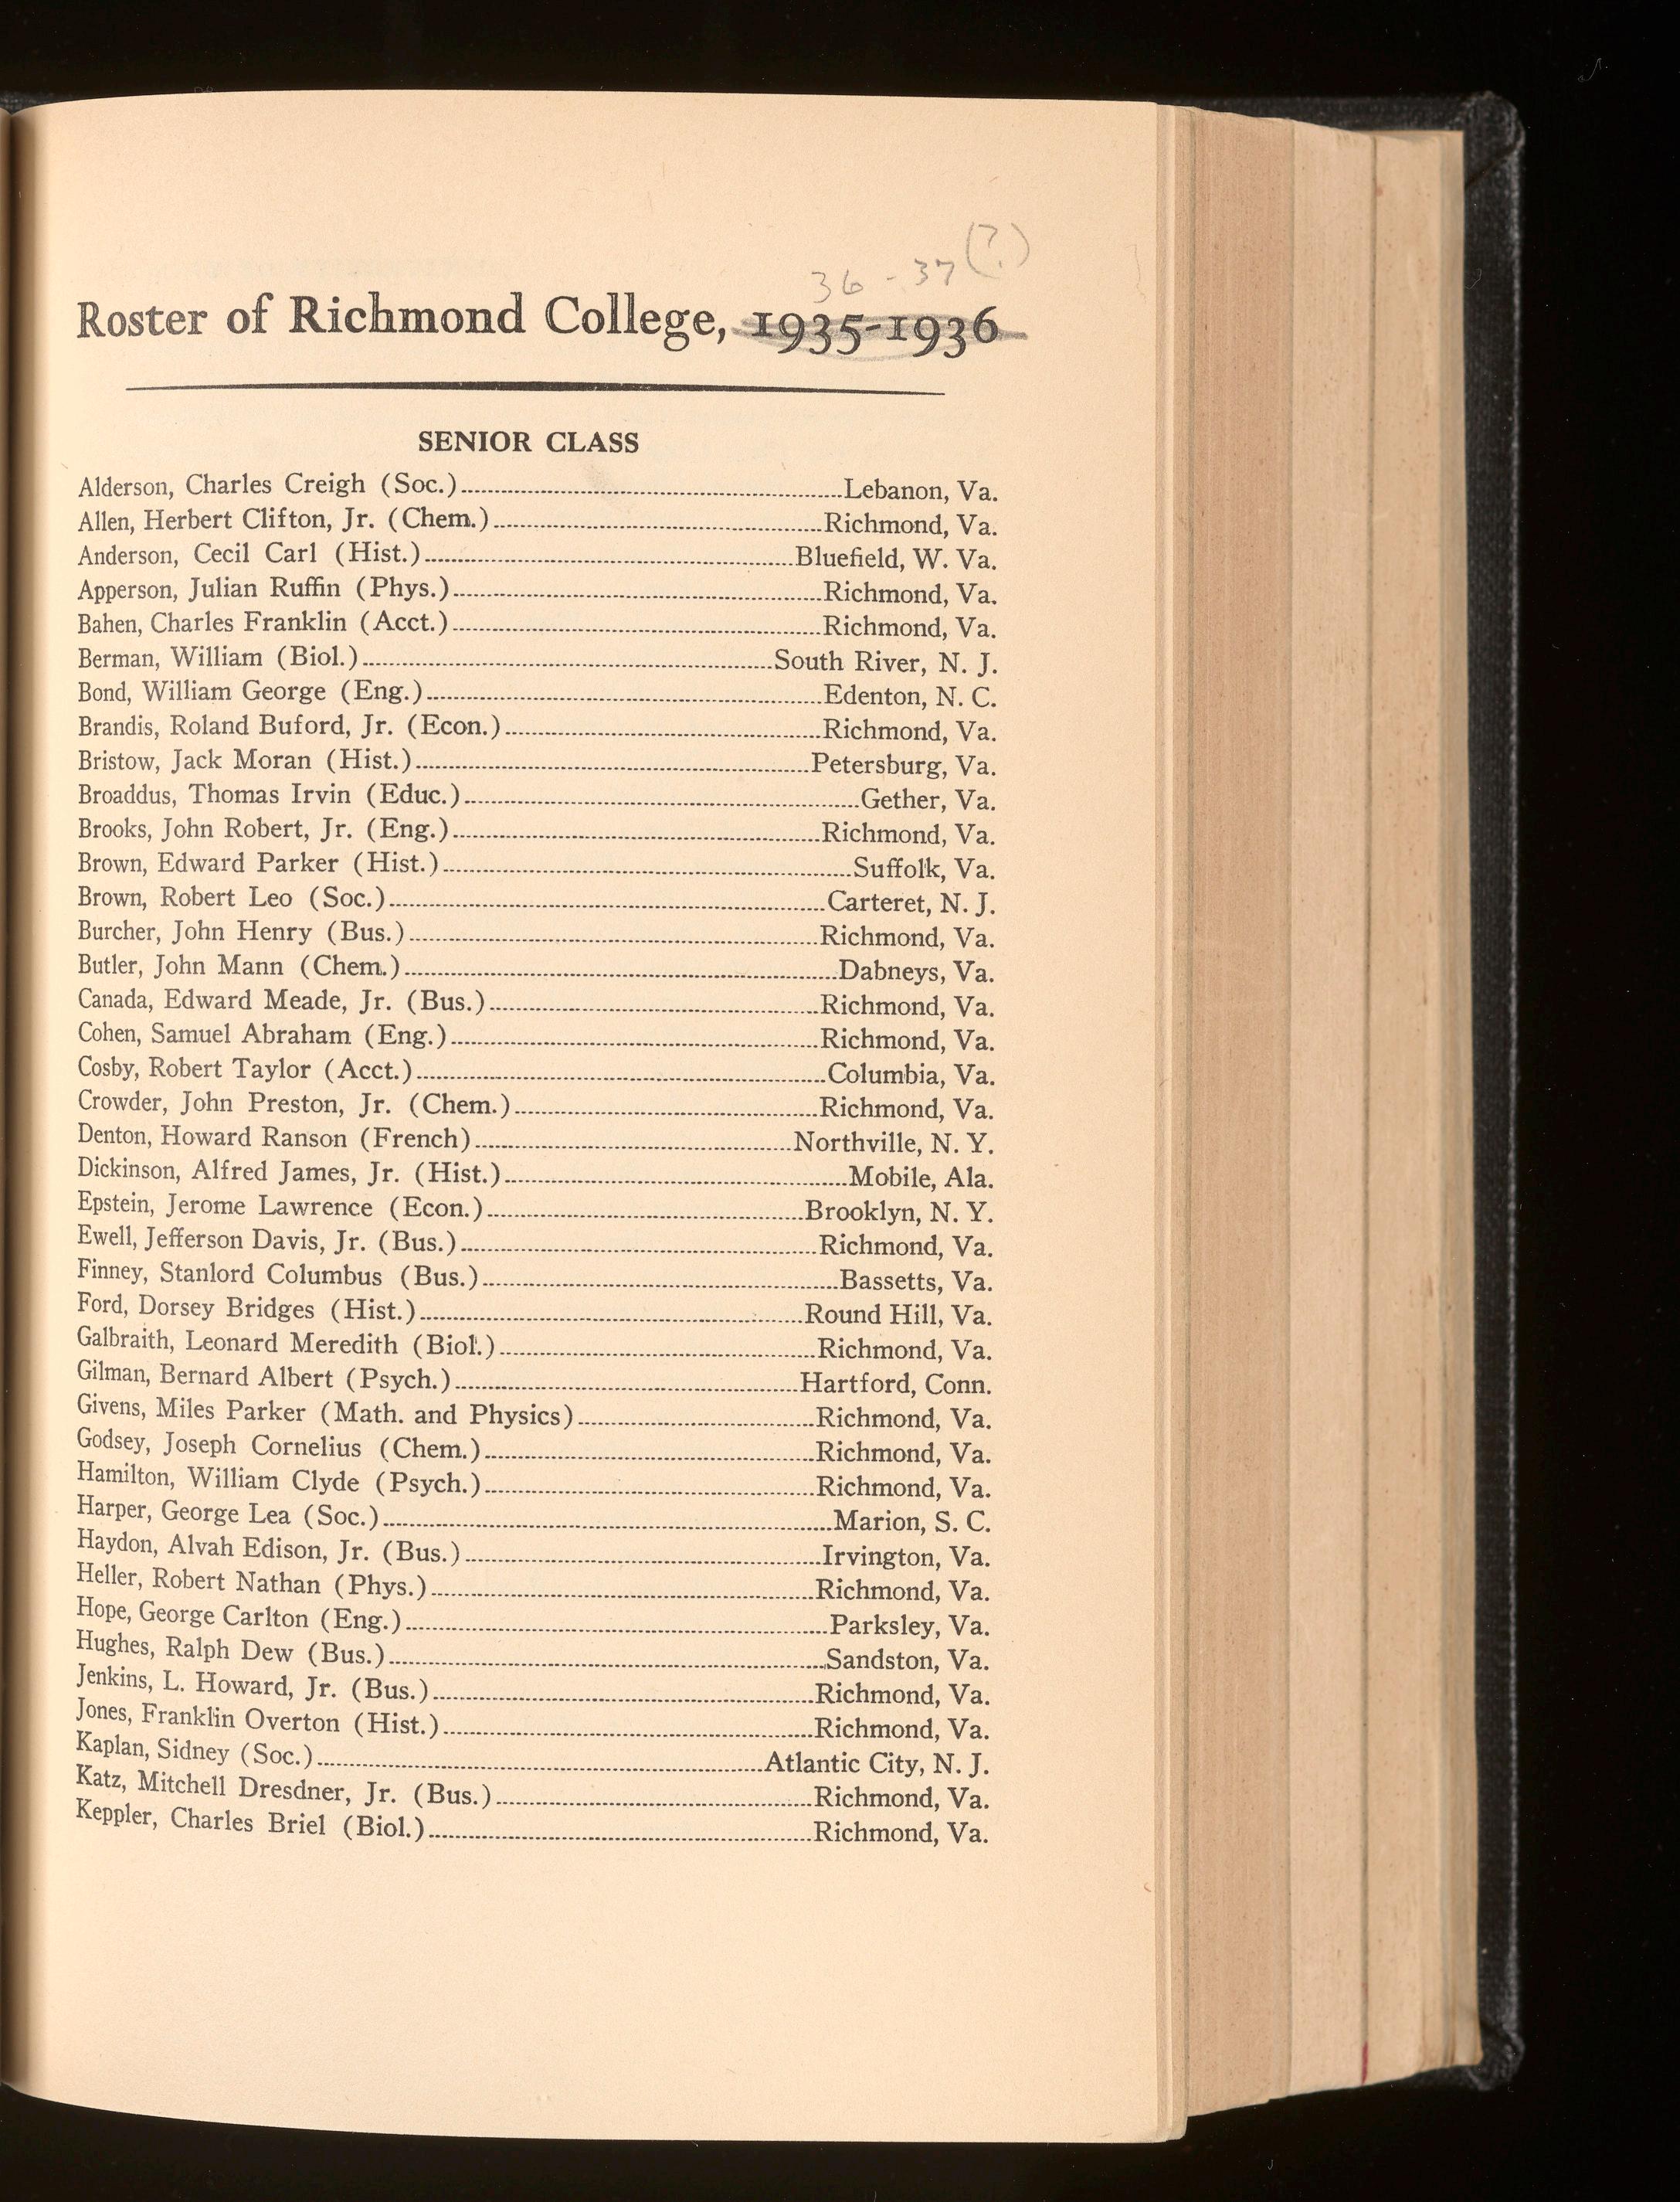 36 - 37 (?)
Roster of Richmond College, 1935-1936
SENIOR CLASS
Alderson, Charles Creigh (Soc.)........Lebanon, Va.
Allen, Herbert Clifton, Jr. (Chem.)........Richmond, Va.
Anderson, Cecil Carl (Hist.)........Bluefield, W. Va.
Apperson, Julian Ruffin (Phys.)........Richmond, Va.
Bahen, Charles Franklin (Acct.)........Richmond, Va.
Berman, William (Biol.)........South River, N. J.
Bond, William George (Eng.)........Edenton, N. C.
Brandis, Roland Buford, Jr. (Econ.)........Richmond, Va.
Bristow, Jack Moran (Hist.)........Petersburg, Va.
Broaddus, Thomas Irvin (Educ.)........Gether, Va.
Brooks, John Robert, Jr. (Eng.)........Richmond, Va.
Brown, Edward Parker (Hist.)........Suffolk, Va.
Brown, Robert Leo (Soc.)........Carteret, N. J.
Burcher, John Henry (Bus.)........Richmond, Va.
Butler, John Mann (Chem.)........Dabneys, Va.
Canada, Edward Meade, Jr. (Bus.)........Richmond, Va.
Cohen, Samuel Abraham (Eng.)........Richmond, Va.
Cosby, Robert Taylor (Acct.)........Columbia, Va.
Crowder, John Preston, Jr. (Chem.)........Richmond, Va.
Denton, Howard Ranson (French)........Northville, N. Y.
Dickinson, Alfred James, Jr. (Hist.)........Mobile, Ala.
Epstein, Jerome Lawrence (Econ.)........Brooklyn, N. Y.
Ewell, Jefferson Davis, Jr. (Bus.)........Richmond, Va.
Finney, Stanlord Columbus (Bus.)........Bassetts, Va.
Ford, Dorsey Bridges (Hist.)........Round Hill, Va.
Galbraith, Leonard Meredith (Biol.)........Richmond, Va.
Gilman, Bernard Albert (Psych.)........Hartford, Conn.
Givens, Miles Parker (Math. and Physics)........Richmond, Va.
Godsey, Joseph Cornelius (Chem.)........Richmond, Va.
Hamilton, William Clyde (Psych.)........Richmond, Va.
Harper, George Lea (Soc.)........Marion, S. C.
Haydon, Alvah Edison, Jr. (Bus.)........Irvington, Va.
Heller, Robert Nathan (Phys.)........Richmond, Va.
Hope, George Carlton (Eng.)........Parksley, Va.
Hughes, Ralph Dew (Bus.)........Sandston, Va.
Jenkins, L. Howard, Jr. (Bus.)........Richmond, Va.
Jones, Franklin Overton (Hist.)........Richmond, Va.
Kaplan, Sidney (Soc.)........Atlantic City, N. J.
Katz, Mitchell Dresdner, Jr. (Bus.)........Richmond, Va.
Keppler, Charles Briel (Biol.)........Richmond, Va.